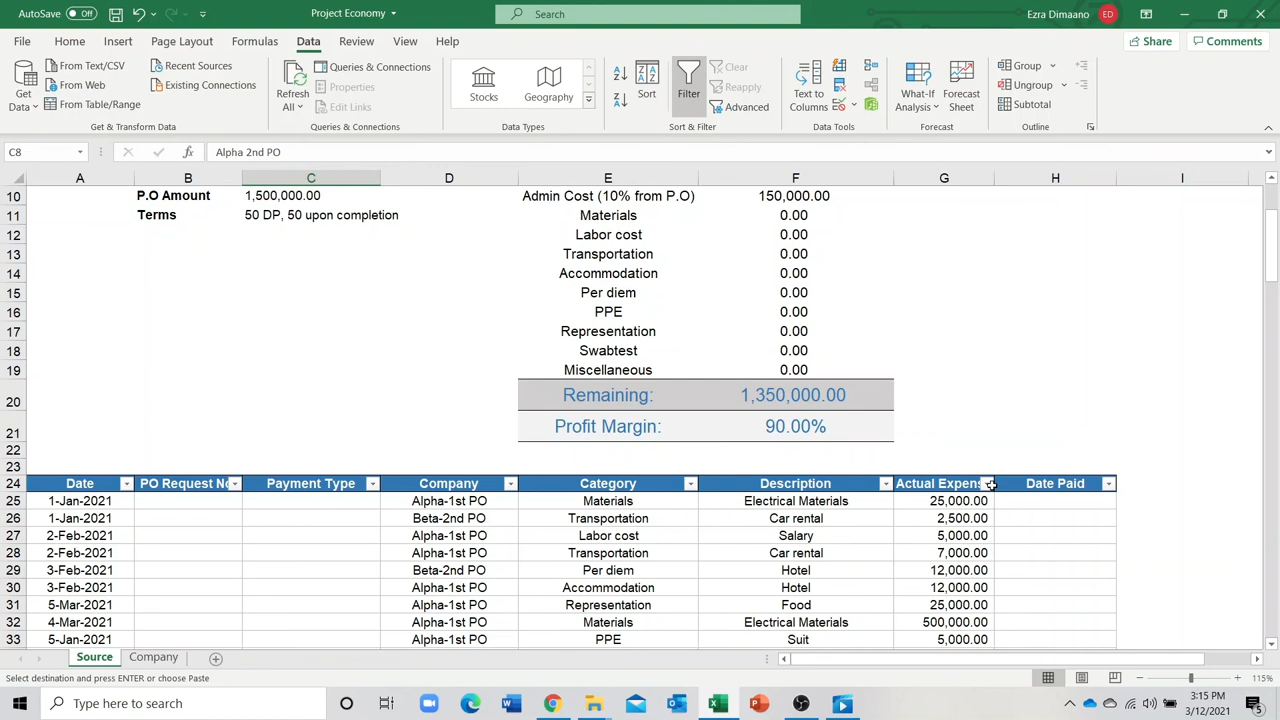 AutoSave Off Project Economy Search Ezra Dimaano ED
File Home Insert Page Layout Formulas Data Review View Help Share Comments
Get Data From Text/CSV From Web From Table/Range Recent Sources Existing Connections
Refresh All Queries & Connections Properties Edit Links
Stocks Geography
Sort Filter Clear Reapply Advanced
Text to Columns
What-If Analysis Forecast Sheet
Group Ungroup Subtotal
Get & Transform Data Queries & Connections Data Types Sort & Filter Data Tools Forecast Outline
C8 fx Alpha 2nd PO
A B C D E F G H I
10 P.O Amount 1,500,000.00 Admin Cost (10% from P.O) 150,000.00
11 Terms 50 DP, 50 upon completion Materials 0.00
12 Labor cost 0.00
13 Transportation 0.00
14 Accommodation 0.00
15 Per diem 0.00
16 PPE 0.00
17 Representation 0.00
18 Swabtest 0.00
19 Miscellaneous 0.00
20 Remaining: 1,350,000.00
21 Profit Margin: 90.00%
22
23
24 Date PO Request No Payment Type Company Category Description Actual Expens Date Paid
25 1-Jan-2021 Alpha-1st PO Materials Electrical Materials 25,000.00
26 1-Jan-2021 Beta-2nd PO Transportation Car rental 2,500.00
27 2-Feb-2021 Alpha-1st PO Labor cost Salary 5,000.00
28 2-Feb-2021 Alpha-1st PO Transportation Car rental 7,000.00
29 3-Feb-2021 Beta-2nd PO Per diem Hotel 12,000.00
30 3-Feb-2021 Alpha-1st PO Accommodation Hotel 12,000.00
31 5-Mar-2021 Alpha-1st PO Representation Food 25,000.00
32 4-Mar-2021 Alpha-1st PO Materials Electrical Materials 500,000.00
33 5-Jan-2021 Alpha-1st PO PPE Suit 5,000.00
Source Company
Select destination and press ENTER or choose Paste 115%
Type here to search 3:15 PM
3/12/2021 5